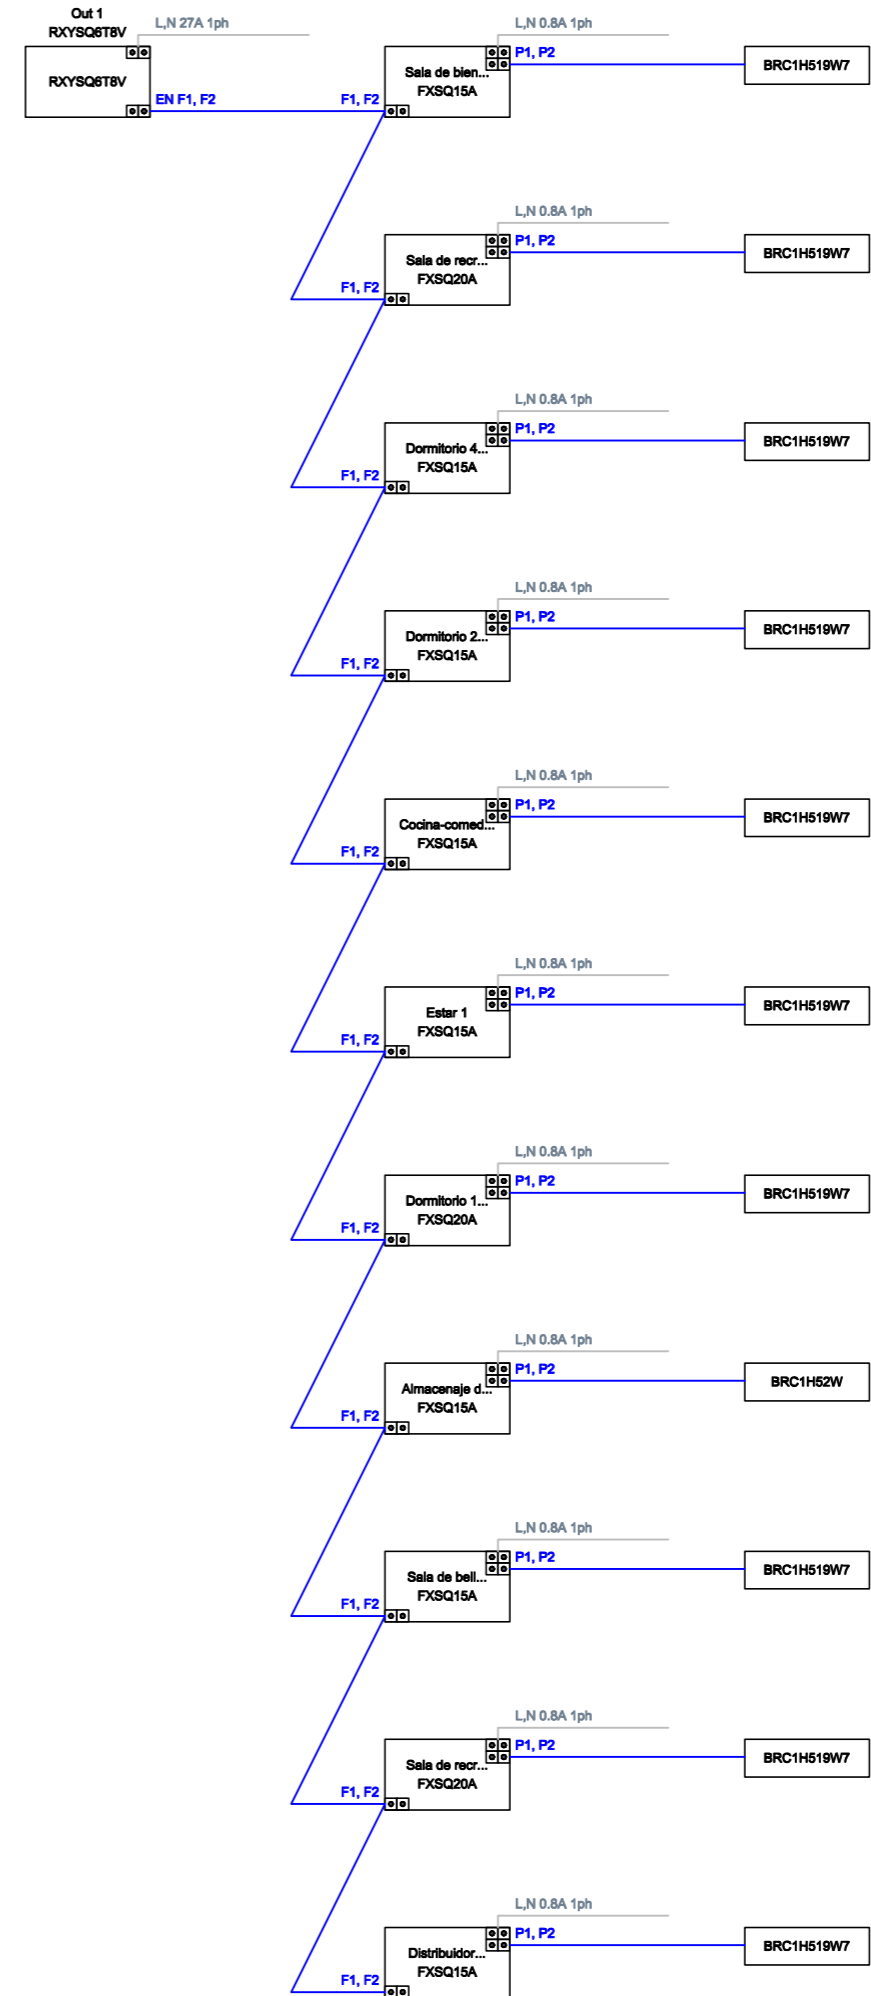 Out 1
RXYSQ6T8V
L,N 27A 1ph
RXYSQ6T8V
EN F1, F2
L,N 0.8A 1ph
P1, P2
Sala de bien...
FXSQ15A
F1, F2
BRC1H519W7
L,N 0.8A 1ph
P1, P2
Sala de recr...
FXSQ20A
F1, F2
BRC1H519W7
L,N 0.8A 1ph
P1, P2
Dormitorio 4...
FXSQ15A
F1, F2
BRC1H519W7
L,N 0.8A 1ph
P1, P2
Dormitorio 2...
FXSQ15A
F1, F2
BRC1H519W7
L,N 0.8A 1ph
P1, P2
Cocina-comed...
FXSQ15A
F1, F2
BRC1H519W7
L,N 0.8A 1ph
P1, P2
Estar 1
FXSQ15A
F1, F2
BRC1H519W7
L,N 0.8A 1ph
P1, P2
Dormitorio 1...
FXSQ20A
F1, F2
BRC1H519W7
L,N 0.8A 1ph
P1, P2
Almacenaje d...
FXSQ15A
F1, F2
BRC1H52W
L,N 0.8A 1ph
P1, P2
Sala de bell...
FXSQ15A
F1, F2
BRC1H519W7
L,N 0.8A 1ph
P1, P2
Sala de recr...
FXSQ20A
F1, F2
BRC1H519W7
L,N 0.8A 1ph
P1, P2
Distribuidor...
FXSQ15A
F1, F2
BRC1H519W7